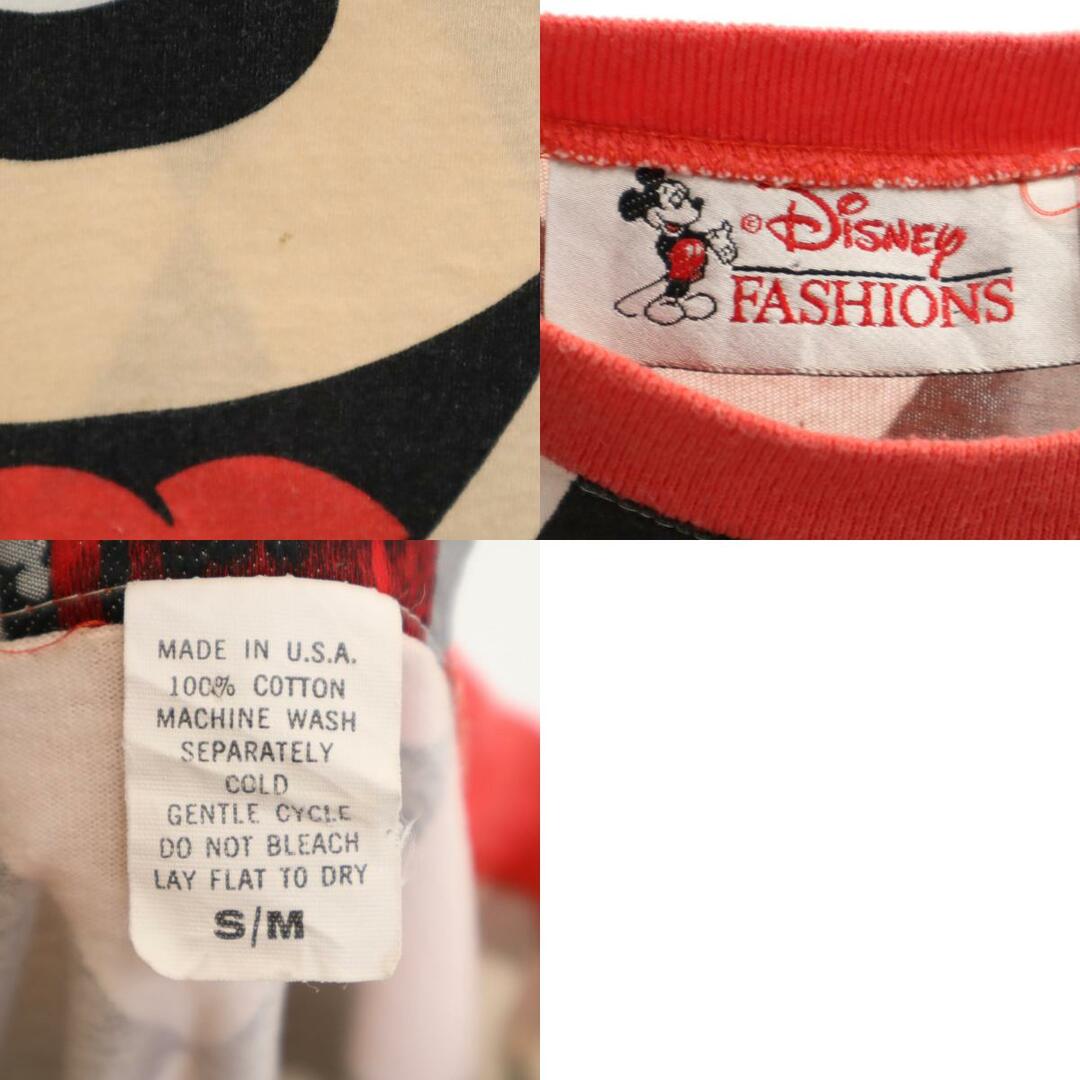 © Disney
FASHIONS
MADE IN U.S.A.
100% COTTON
MACHINE WASH
SEPARATELY
COLD
GENTLE CYCLE
DO NOT BLEACH
LAY FLAT TO DRY
S/M